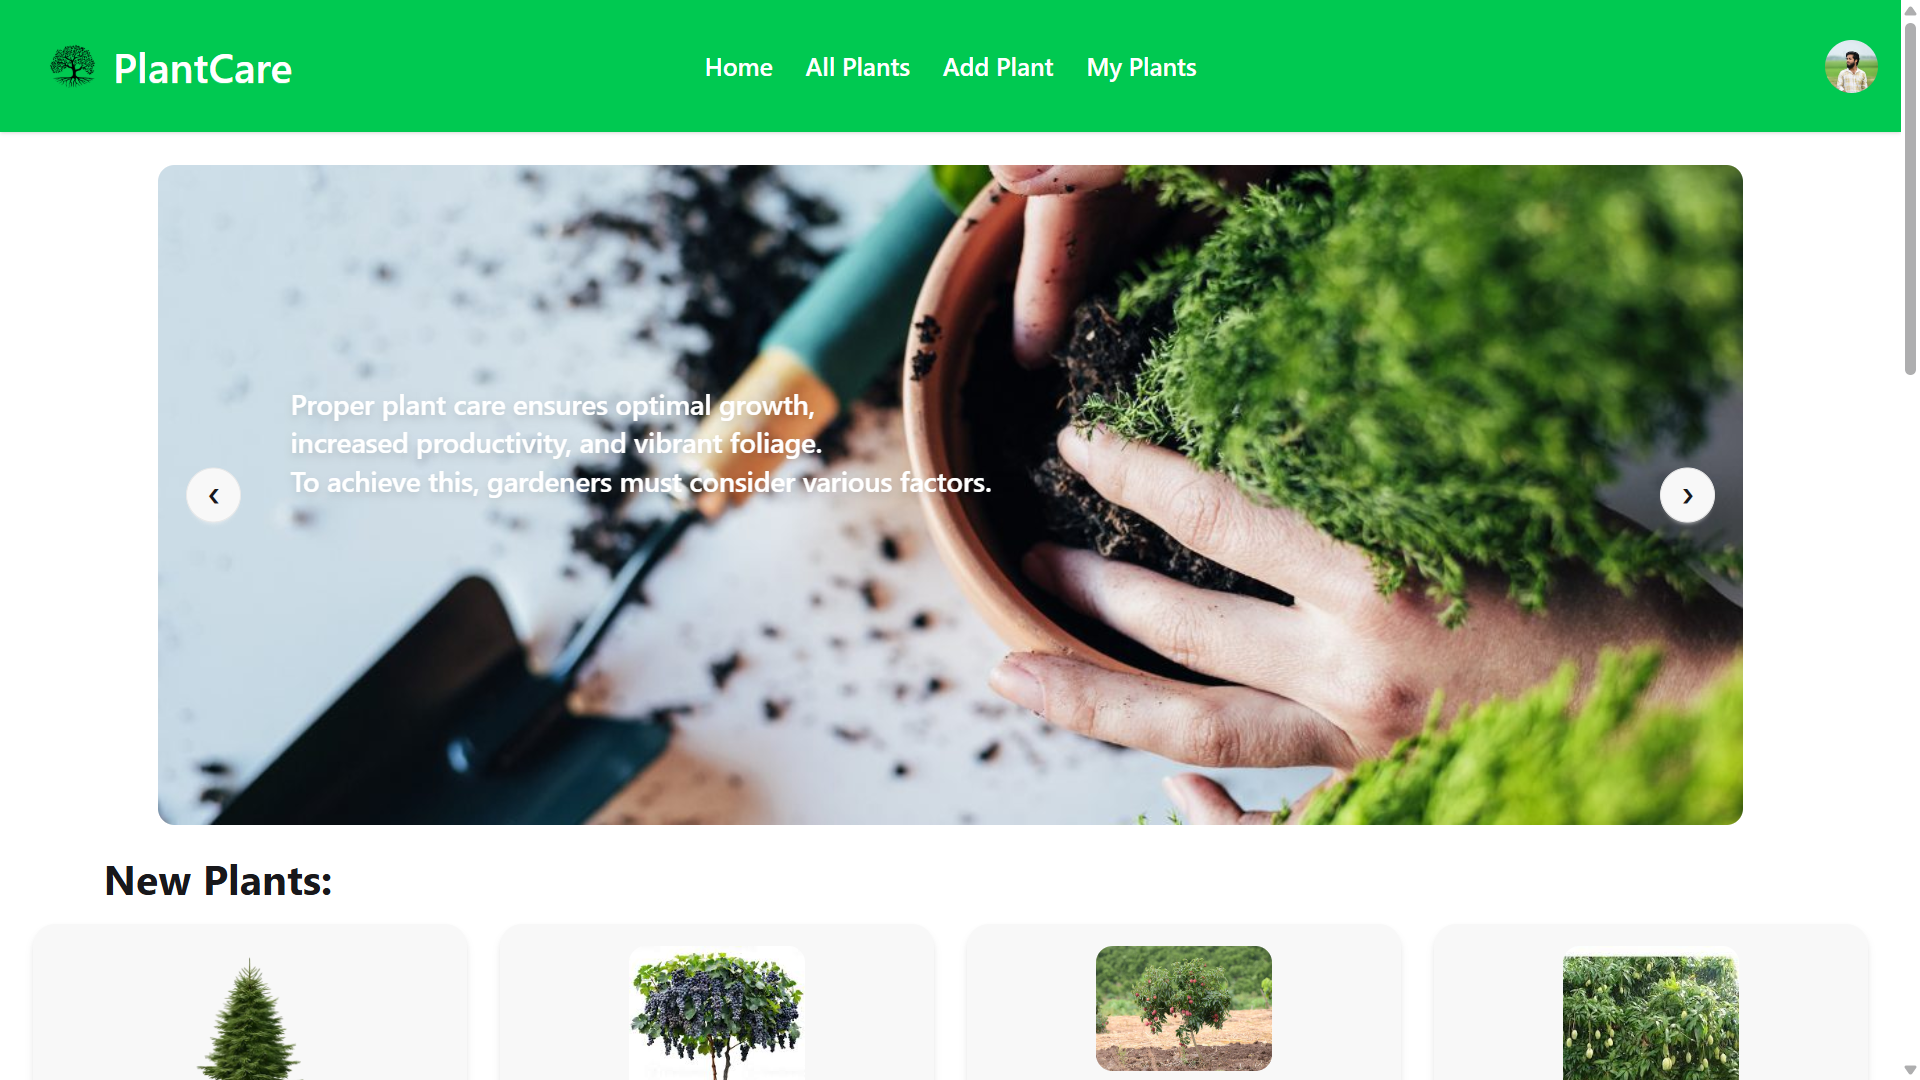 PlantCare
Home
All Plants
Add Plant
My Plants
Proper plant care ensures optimal growth,
increased productivity, and vibrant foliage.
To achieve this, gardeners must consider various factors.
❮
❯
New Plants: